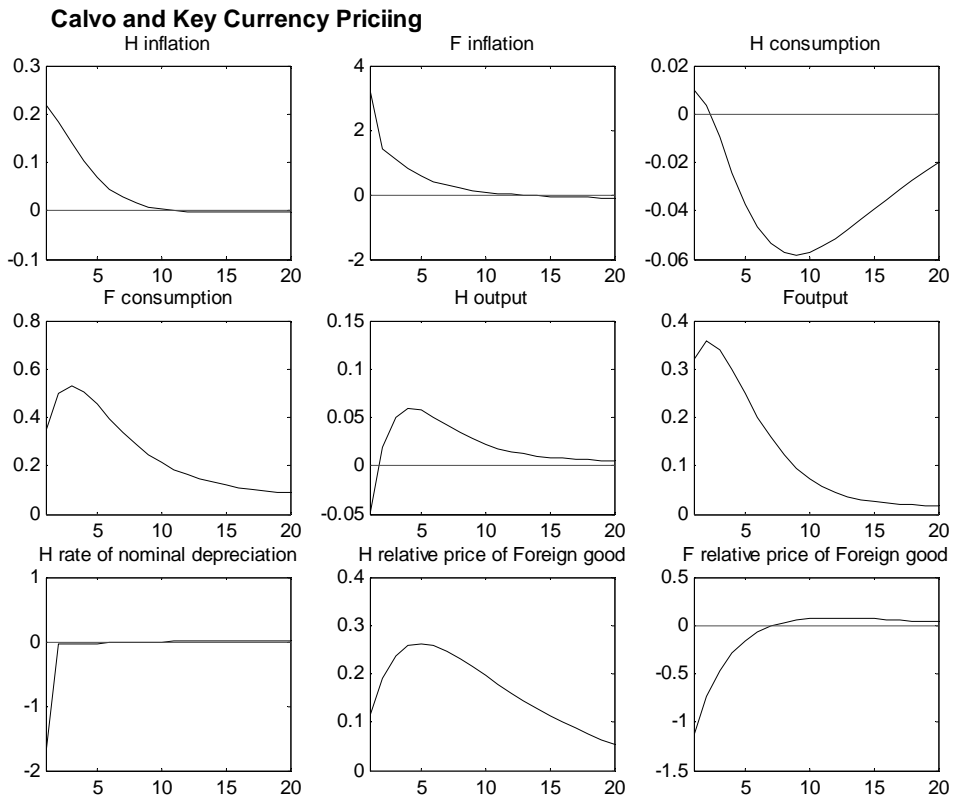 Calvo and Key Currency Priciing
H inflation
F inflation
H consumption
0.3
0.2
0.1
0
-0.1
5 10 15 20
4
2
0
-2
5 10 15 20
0.02
0
-0.02
-0.04
-0.06
5 10 15 20
F consumption
H output
Foutput
0.8
0.6
0.4
0.2
0
5 10 15 20
0.15
0.1
0.05
0
-0.05
5 10 15 20
0.4
0.3
0.2
0.1
0
5 10 15 20
H rate of nominal depreciation
H relative price of Foreign good
F relative price of Foreign good
1
0
-1
-2
5 10 15 20
0.4
0.3
0.2
0.1
0
5 10 15 20
0.5
0
-0.5
-1
-1.5
5 10 15 20